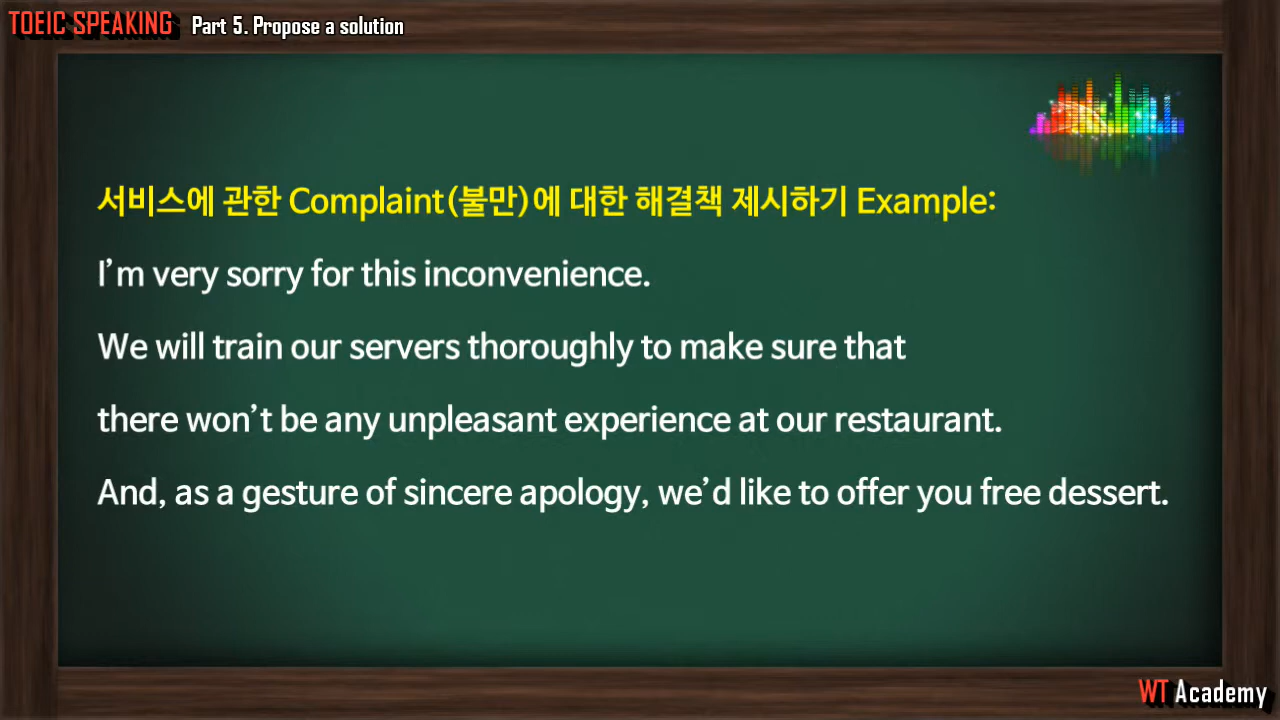 TOEIC SPEAKING Part 5. Propose a solution
서비스에 관한 Complaint(불만)에 대한 해결책 제시하기 Example:
I’m very sorry for this inconvenience.
We will train our servers thoroughly to make sure that
there won’t be any unpleasant experience at our restaurant.
And, as a gesture of sincere apology, we’d like to offer you free dessert.
WT Academy